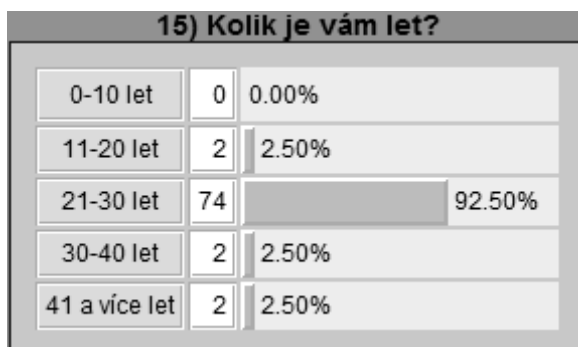 15) Kolik je vám let?
0-10 let 0 0.00%
11-20 let 2 2.50%
21-30 let 74 92.50%
30-40 let 2 2.50%
41 a více let 2 2.50%